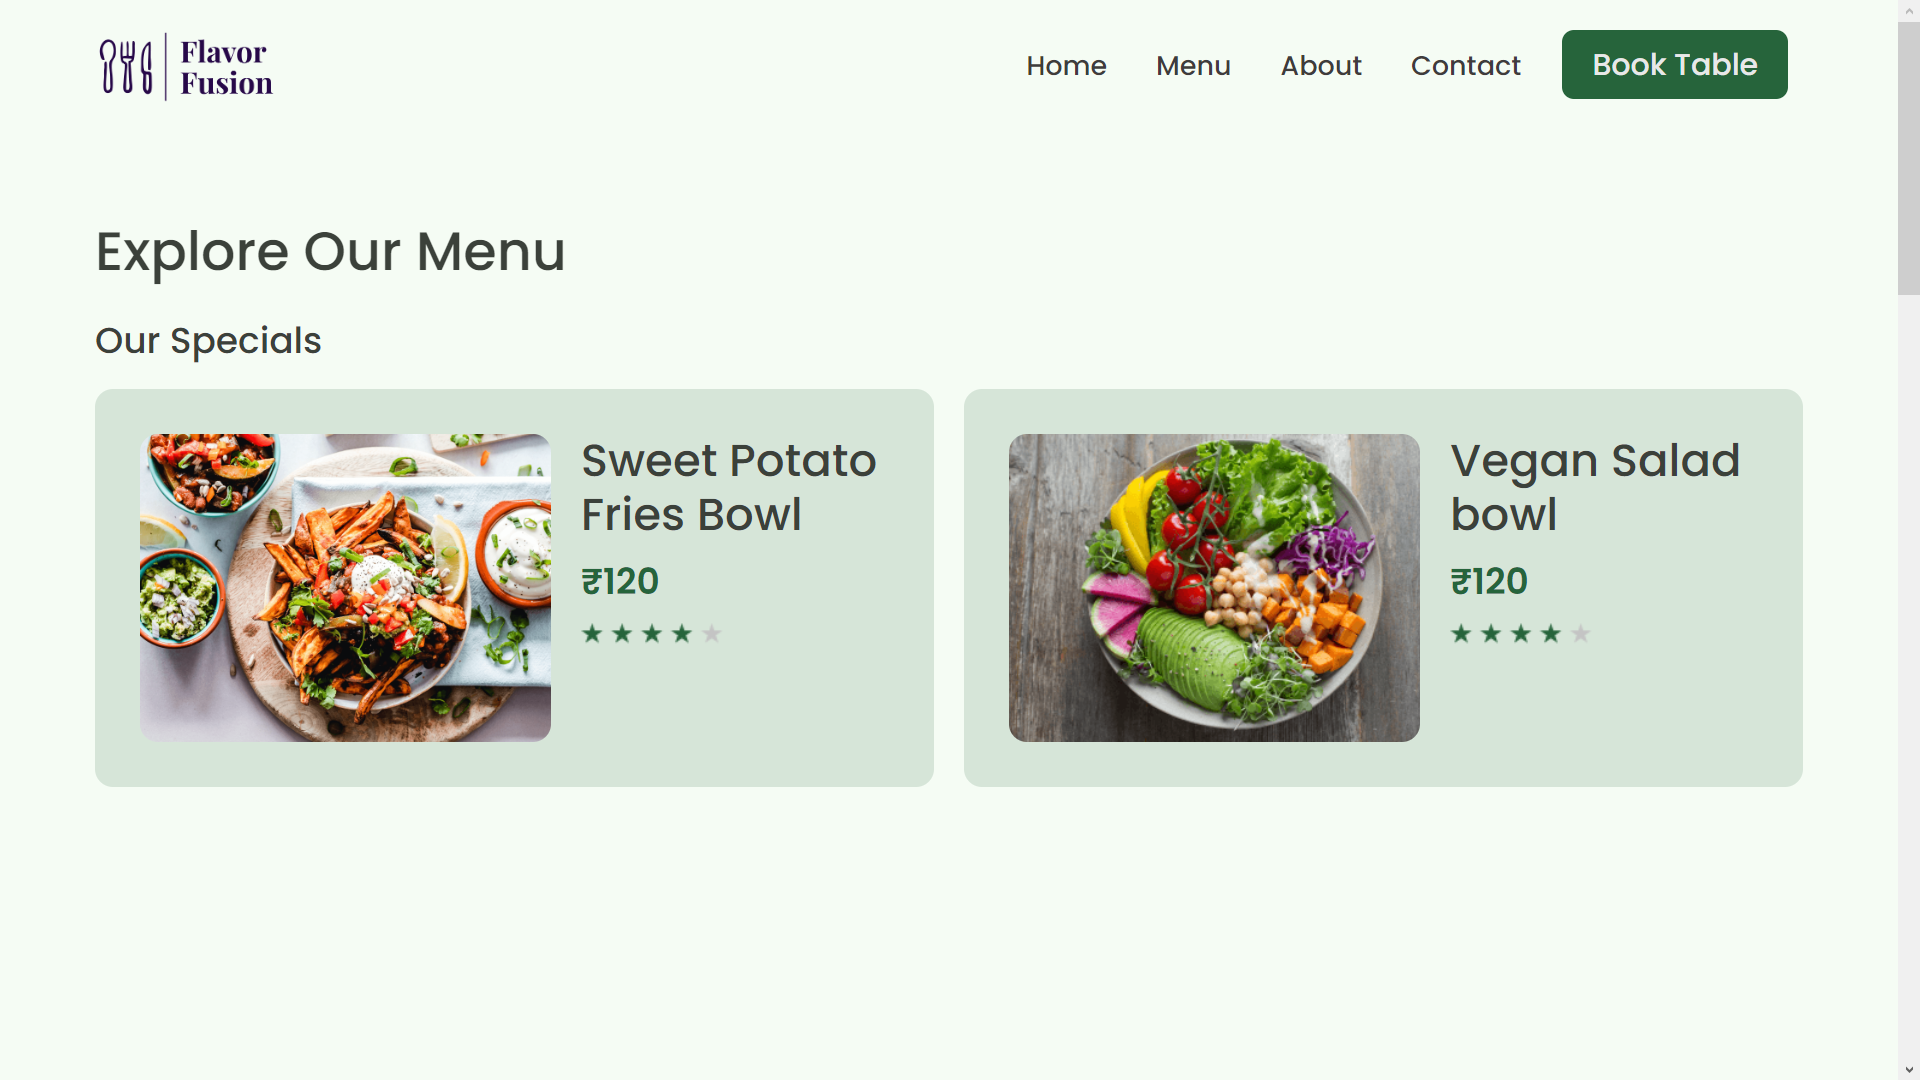 Flavor
Fusion
Home
Menu
About
Contact
Book Table
Explore Our Menu
Our Specials
Sweet Potato
Fries Bowl
₹120
Vegan Salad
bowl
₹120